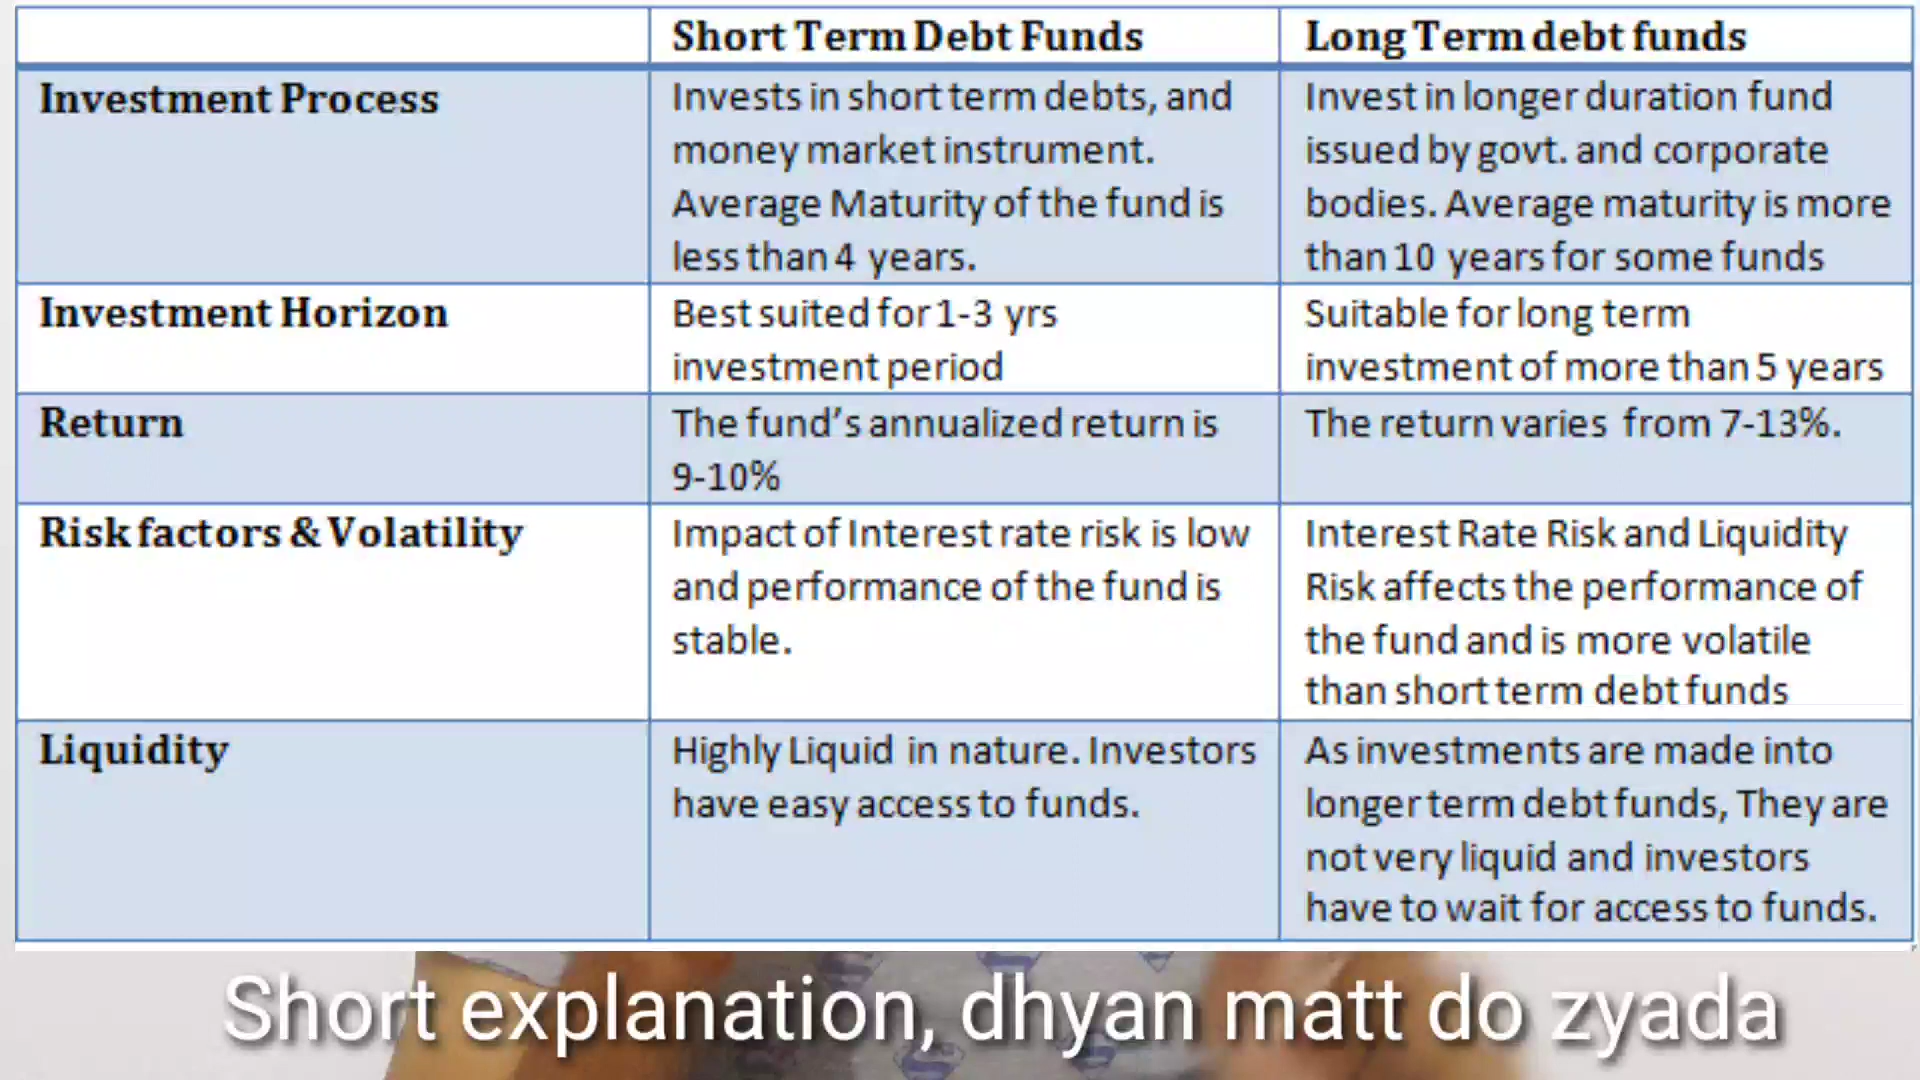 Short Term Debt Funds
Long Term debt funds
Investment Process
Invests in short term debts, and
money market instrument.
Average Maturity of the fund is
less than 4 years.
Invest in longer duration fund
issued by govt. and corporate
bodies. Average maturity is more
than 10 years for some funds
Investment Horizon
Best suited for 1-3 yrs
investment period
Suitable for long term
investment of more than 5 years
Return
The fund's annualized return is
9-10%
The return varies from 7-13%.
Risk factors & Volatility
Impact of Interest rate risk is low
and performance of the fund is
stable.
Interest Rate Risk and Liquidity
Risk affects the performance of
the fund and is more volatile
than short term debt funds
Liquidity
Highly Liquid in nature. Investors
have easy access to funds.
As investments are made into
longer term debt funds, They are
not very liquid and investors
have to wait for access to funds.
Short explanation, dhyan matt do zyada